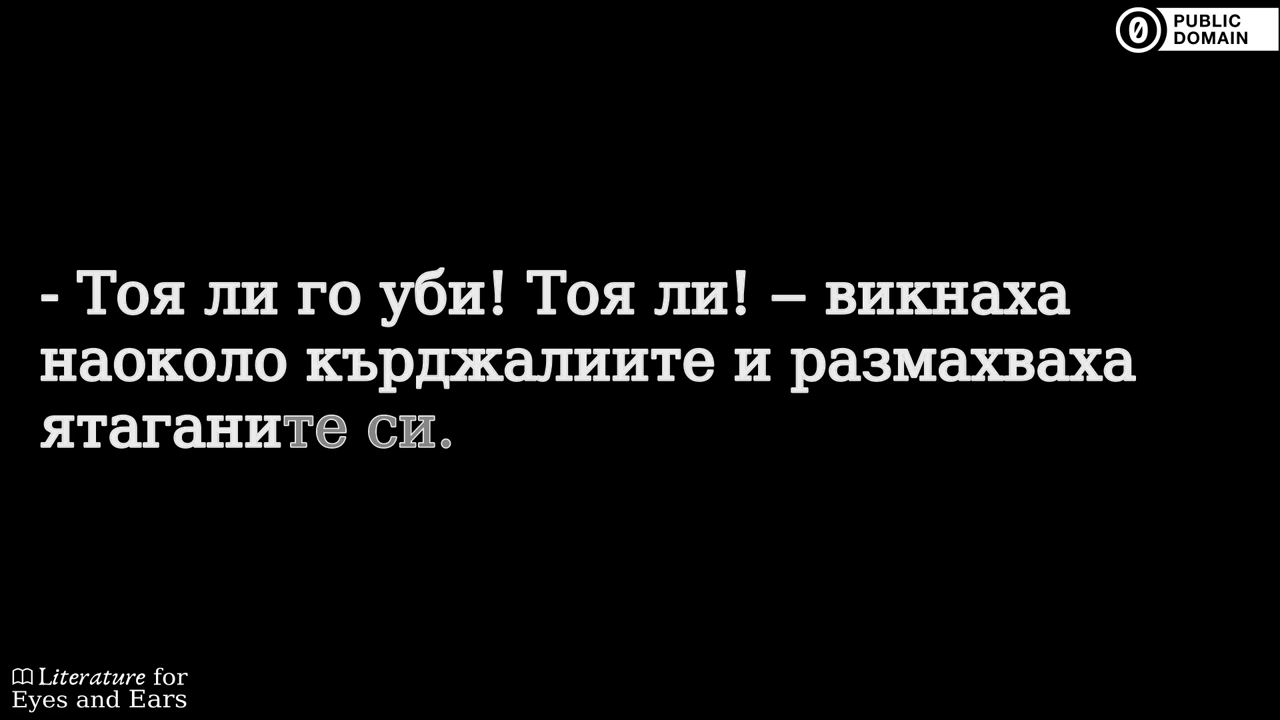 PUBLIC
DOMAIN
- Тоя ли го уби! Тоя ли! – викнаха
наоколо кърджалиите и размахваха
ятаганите си.
Literature for
Eyes and Ears